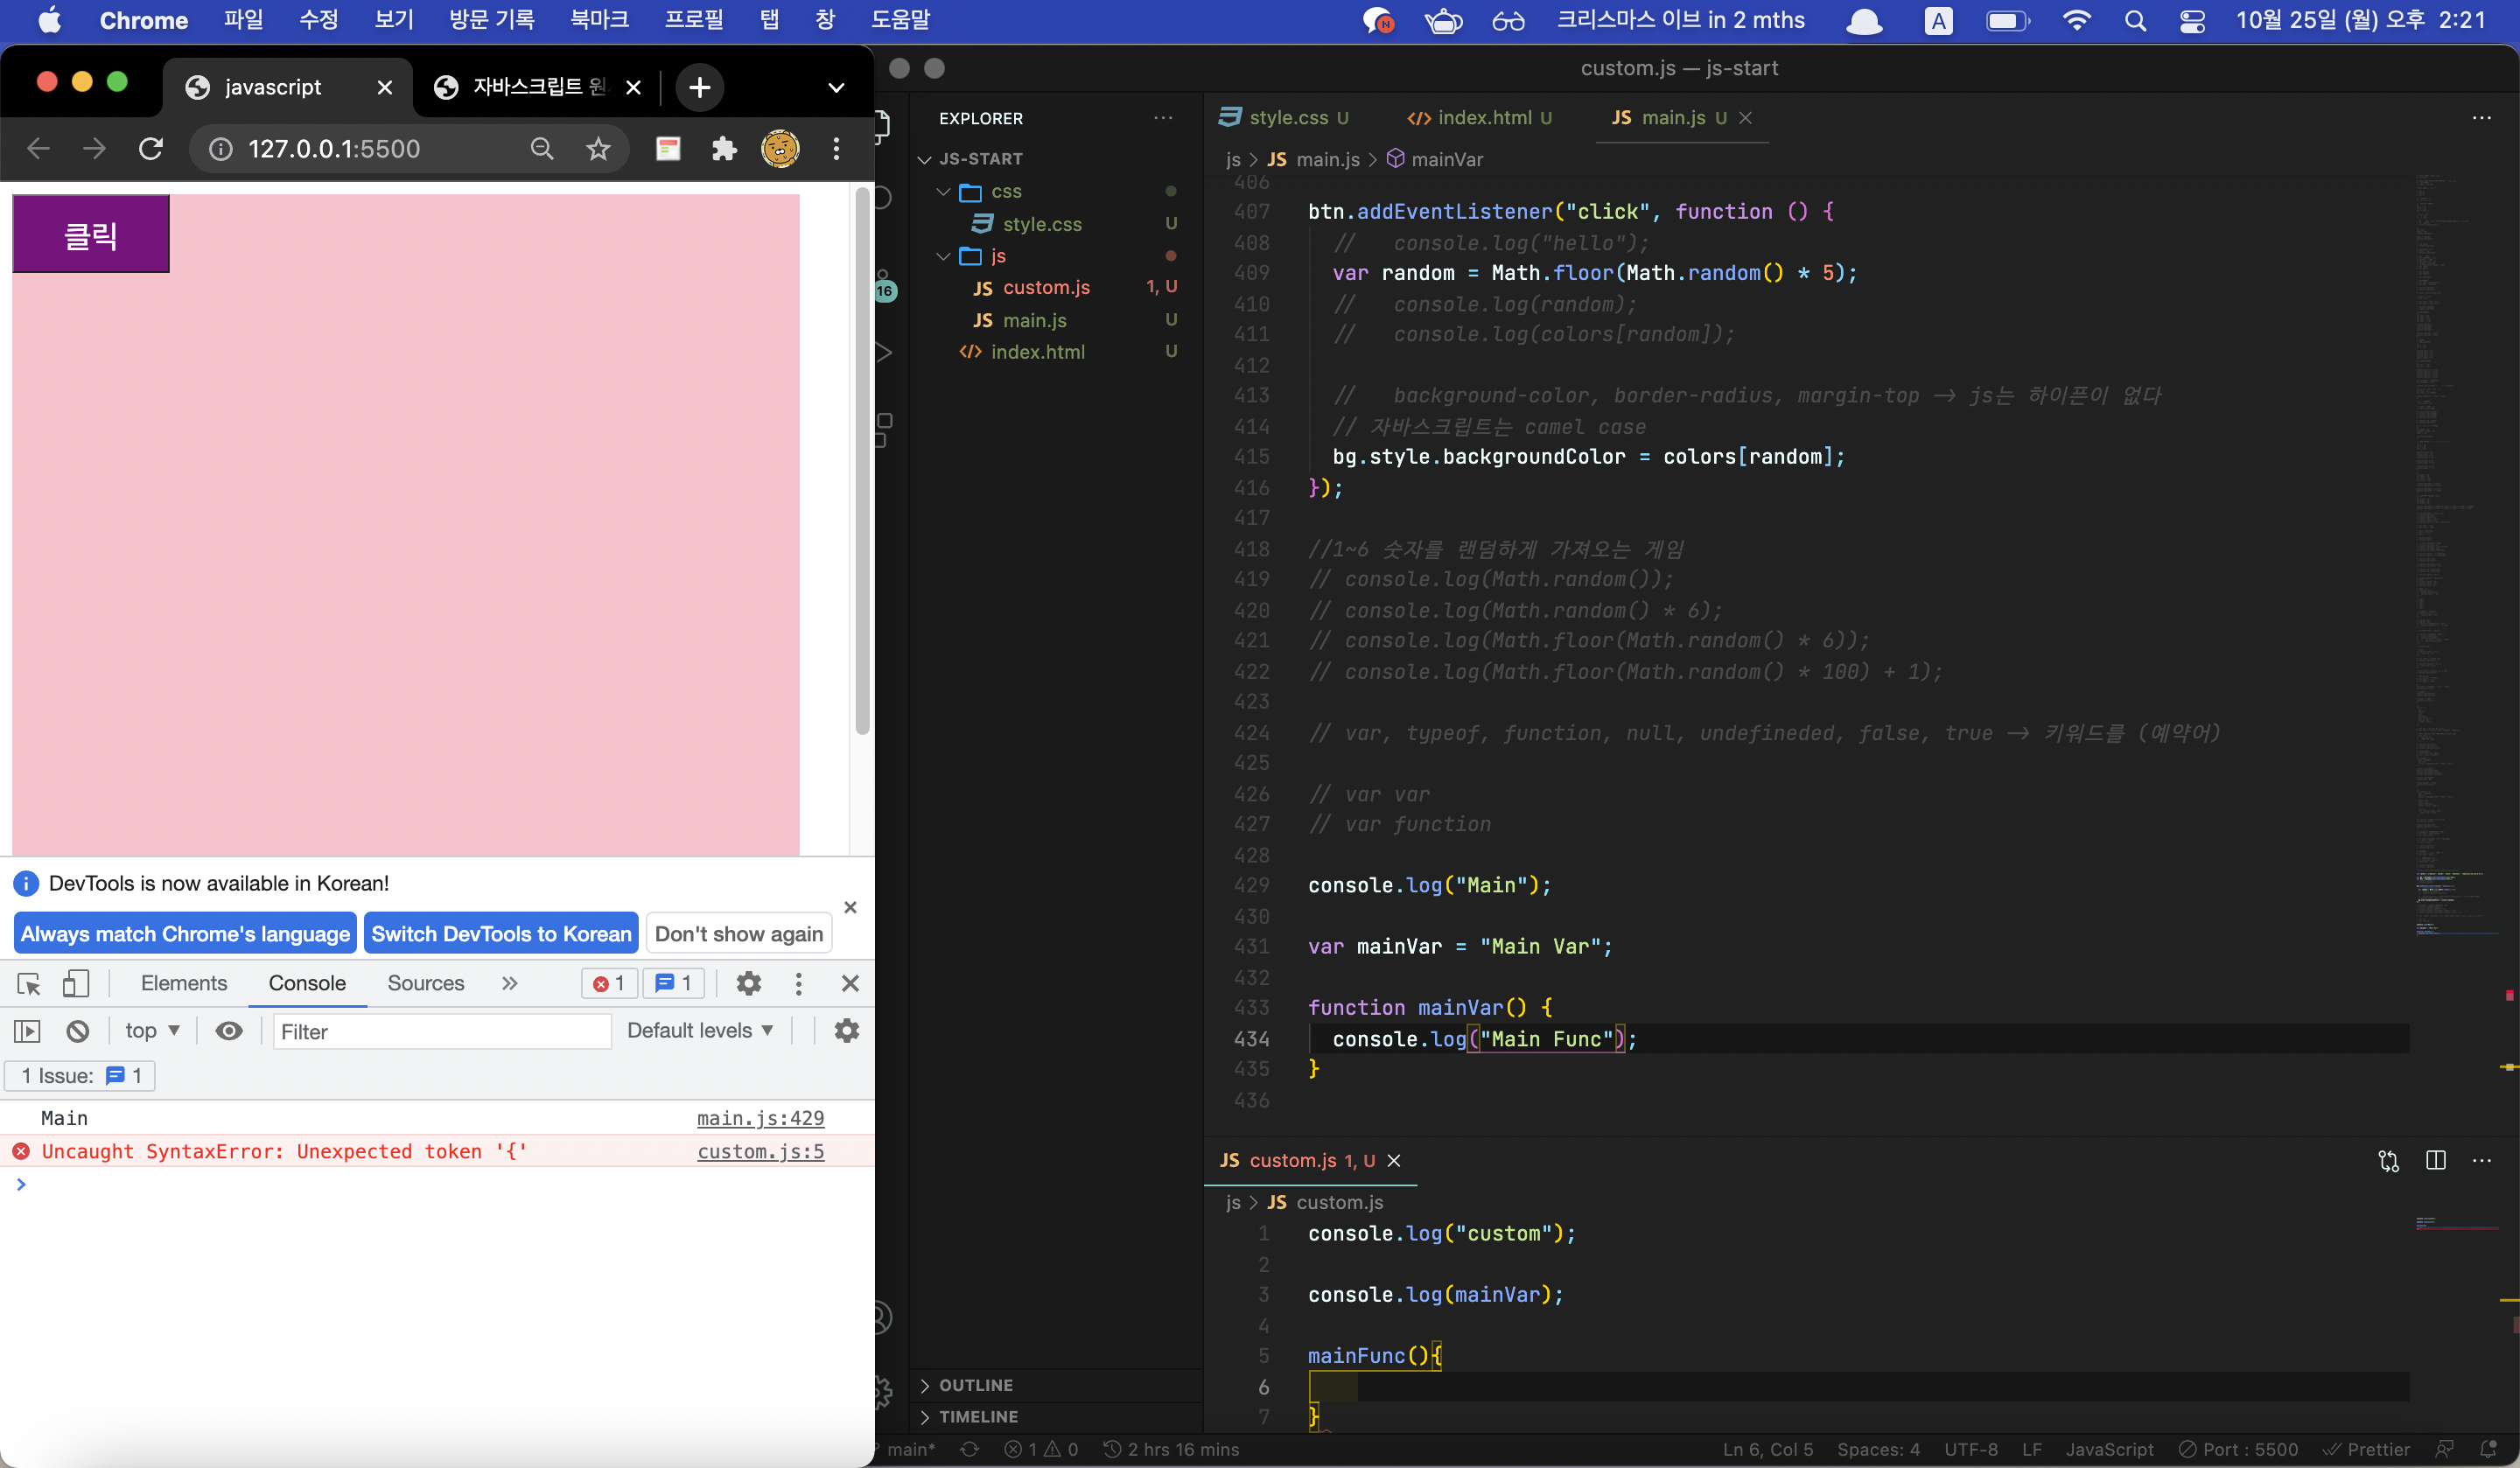 Chrome 파일 수정 보기 방문 기록 북마크 프로필 탭 창 도움말 크리스마스 이브 in 2 mths A 10월 25일 (월) 오후 2:21
javascript 자바스크립트 원
127.0.0.1:5500
클릭
DevTools is now available in Korean!
Always match Chrome's language Switch DevTools to Korean Don't show again
Elements Console Sources 1 1
top Filter Default levels
1 Issue: 1
Main main.js:429
Uncaught SyntaxError: Unexpected token '{' custom.js:5
custom.js — js-start
16
EXPLORER
JS-START
css
style.css U
js
JS custom.js 1, U
JS main.js U
index.html U
OUTLINE
TIMELINE
style.css U index.html U JS main.js U
js > JS main.js > mainVar
406
407 btn.addEventListener("click", function () {
408 //   console.log("hello");
409 var random = Math.floor(Math.random() * 5);
410 //   console.log(random);
411 //   console.log(colors[random]);
412
413 //   background-color, border-radius, margin-top -> js는 하이픈이 없다
414 // 자바스크립트는 camel case
415 bg.style.backgroundColor = colors[random];
416 });
417
418 //1~6 숫자를 랜덤하게 가져오는 게임
419 // console.log(Math.random());
420 // console.log(Math.random() * 6);
421 // console.log(Math.floor(Math.random() * 6));
422 // console.log(Math.floor(Math.random() * 100) + 1);
423
424 // var, typeof, function, null, undefineded, false, true -> 키워드를 (예약어)
425
426 // var var
427 // var function
428
429 console.log("Main");
430
431 var mainVar = "Main Var";
432
433 function mainVar() {
434 console.log("Main Func");
435 }
436
JS custom.js 1, U
js > JS custom.js
1 console.log("custom");
2
3 console.log(mainVar);
4
5 mainFunc(){
6
7 }
main* 1 0 2 hrs 16 mins Ln 6, Col 5 Spaces: 4 UTF-8 LF JavaScript Port : 5500 Prettier